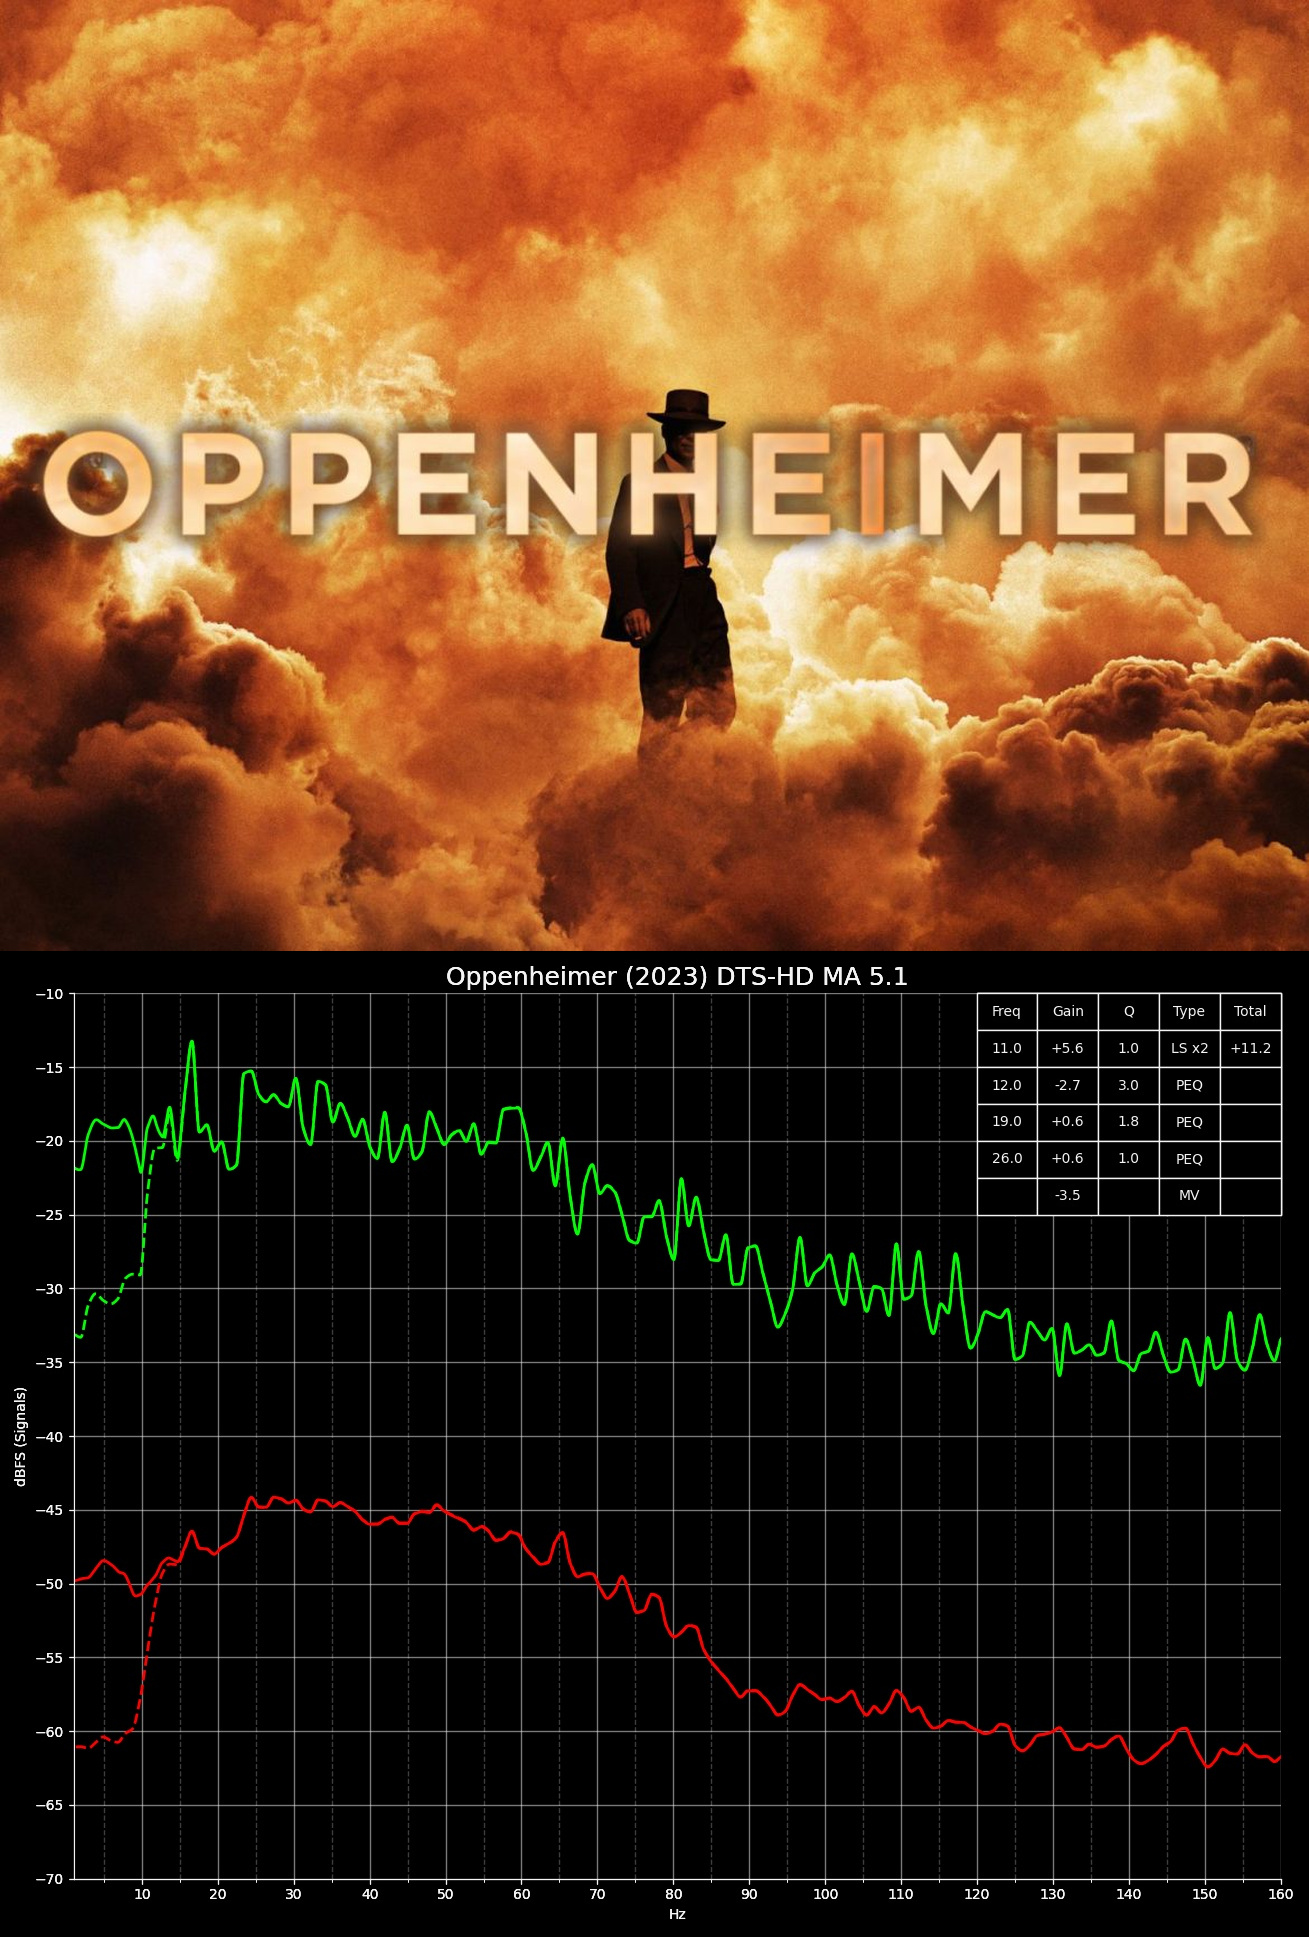 OPPENHEIMER
Oppenheimer (2023) DTS-HD MA 5.1
Freq Gain Q Type Total
11.0 +5.6 1.0 LS x2 +11.2
12.0 -2.7 3.0 PEQ
19.0 +0.6 1.8 PEQ
26.0 +0.6 1.0 PEQ
-3.5 MV
dBFS (Signals)
−10
−15
−20
−25
−30
−35
−40
−45
−50
−55
−60
−65
−70
10 20 30 40 50 60 70 80 90 100 110 120 130 140 150 160
Hz